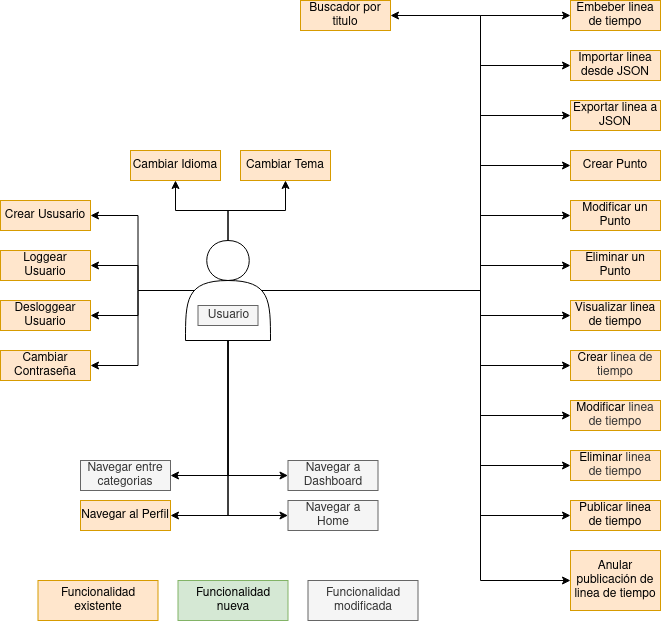 Buscador por
titulo
Embeber linea
de tiempo
Importar linea
desde JSON
Exportar linea a
JSON
Cambiar Idioma
Cambiar Tema
Crear Punto
Crear Ususario
Modificar un
Punto
Loggear
Usuario
Eliminar un
Punto
Desloggear
Usuario
Usuario
Visualizar linea
de tiempo
Cambiar
Contraseña
Crear linea de
tiempo
Modificar linea
de tiempo
Navegar entre
categorias
Navegar a
Dashboard
Eliminar linea
de tiempo
Navegar al Perfil
Navegar a
Home
Publicar linea
de tiempo
Anular
publicación de
linea de tiempo
Funcionalidad
existente
Funcionalidad
nueva
Funcionalidad
modificada